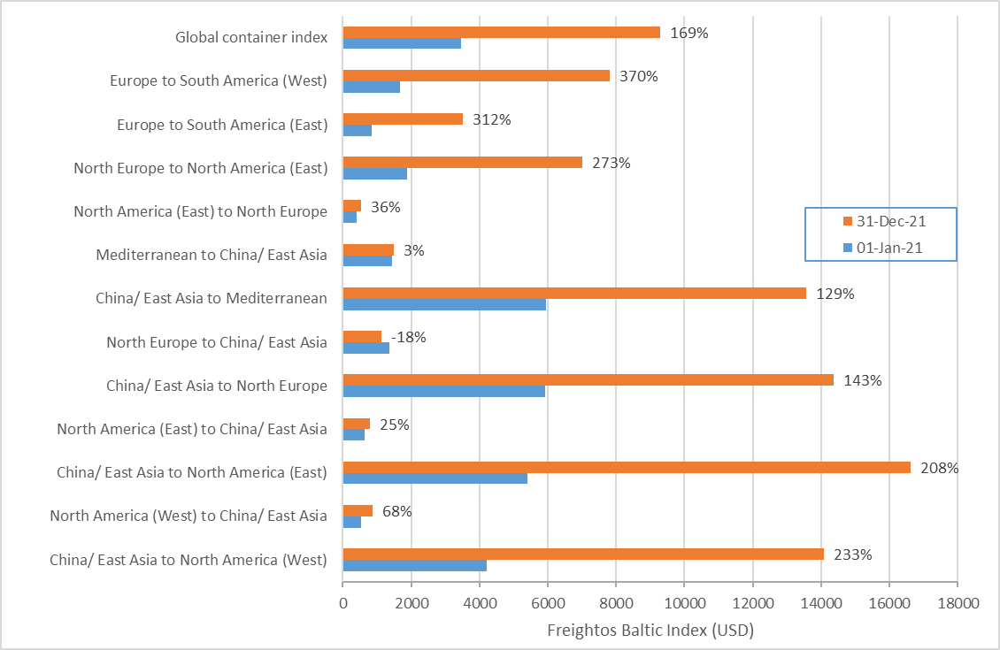 Global container index 169%
Europe to South America (West) 370%
Europe to South America (East) 312%
North Europe to North America (East) 273%
North America (East) to North Europe 36%
31-Dec-21
01-Jan-21
Mediterranean to China/ East Asia 3%
China/ East Asia to Mediterranean 129%
North Europe to China/ East Asia -18%
China/ East Asia to North Europe 143%
North America (East) to China/ East Asia 25%
China/ East Asia to North America (East) 208%
North America (West) to China/ East Asia 68%
China/ East Asia to North America (West) 233%
0 2000 4000 6000 8000 10000 12000 14000 16000 18000
Freightos Baltic Index (USD)